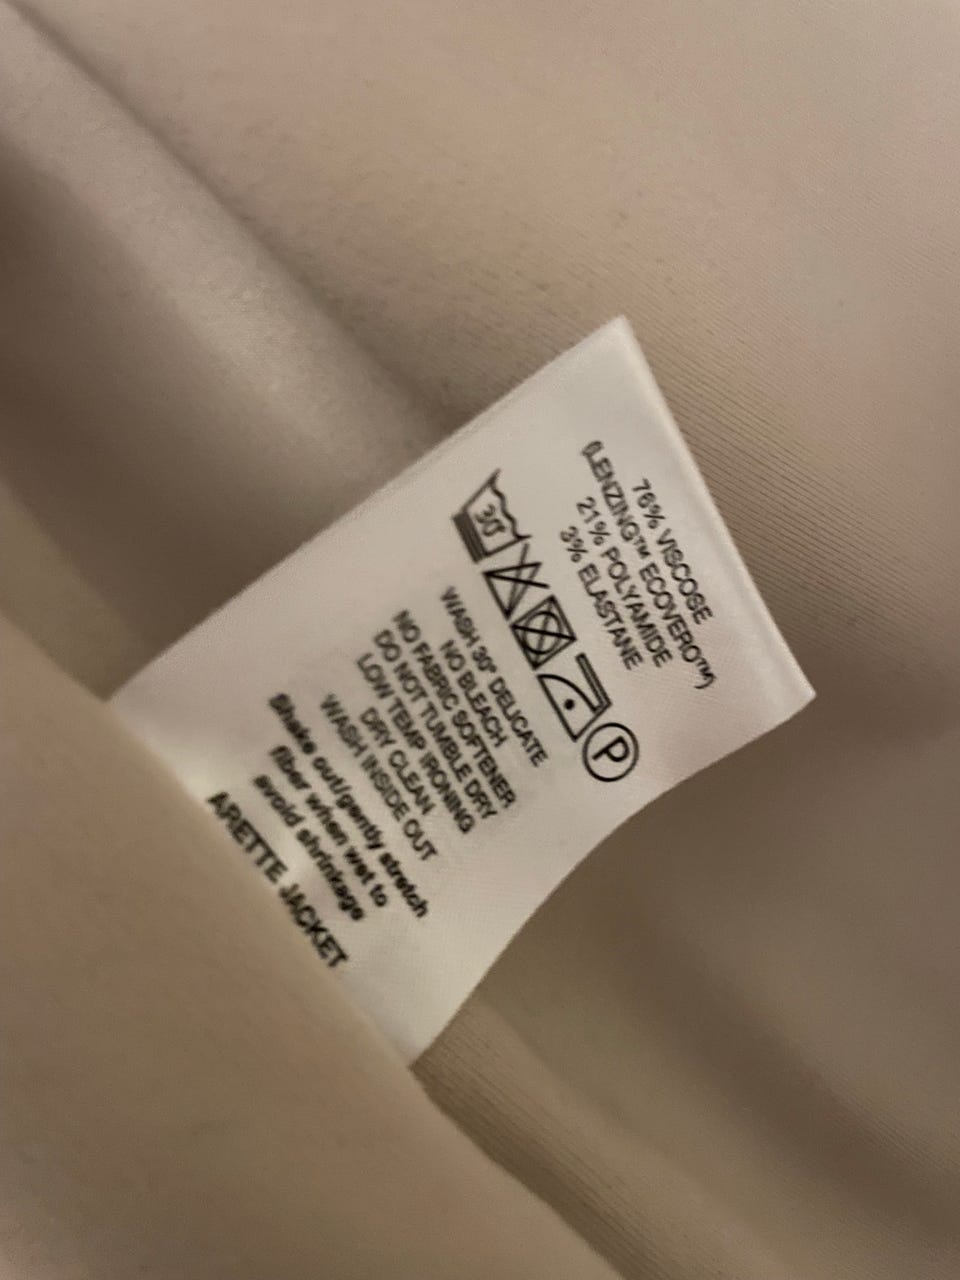 76% VISCOSE
(LENZING™ ECOVERO™)
21% POLYAMIDE
3% ELASTANE
30°
P
WASH 30° DELICATE
NO BLEACH
NO FABRIC SOFTENER
DO NOT TUMBLE DRY
LOW TEMP IRONING
DRY CLEAN
WASH INSIDE OUT
Shake out/gently stretch
fiber when wet to
avoid shrinkage
ARETTE JACKET